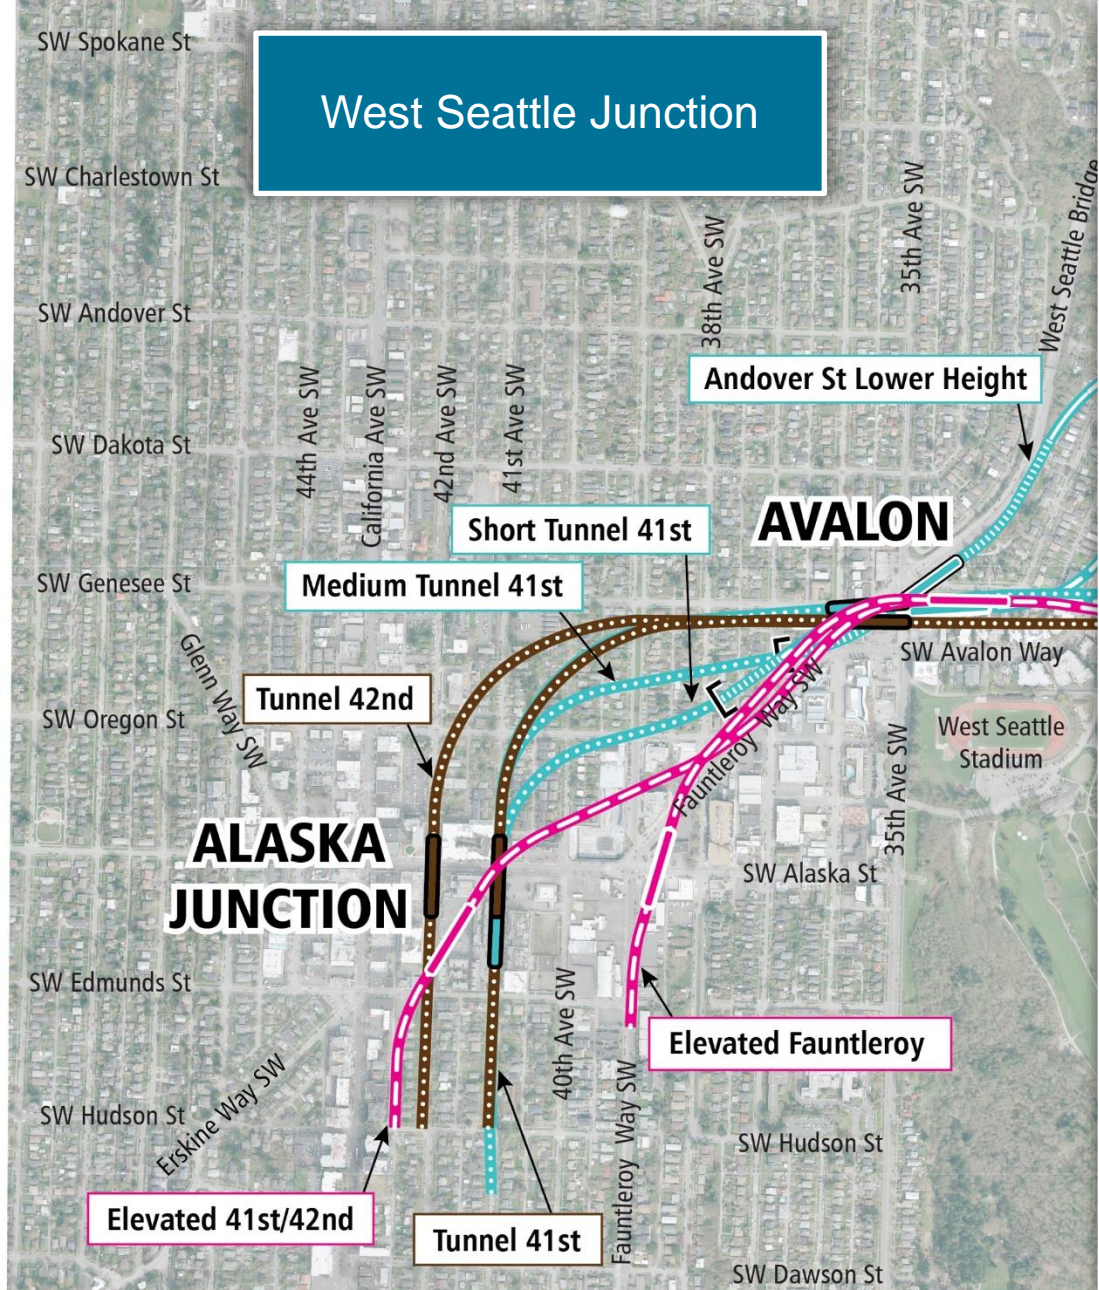 SW Spokane St
West Seattle Junction
SW Charlestown St
35th Ave SW
West Seattle Bridge
38th Ave SW
SW Andover St
Andover St Lower Height
44th Ave SW
California Ave SW
42nd Ave SW
41st Ave SW
SW Dakota St
AVALON
Short Tunnel 41st
SW Genesee St
Medium Tunnel 41st
Glenn Way SW
SW Avalon Way
Tunnel 42nd
SW Oregon St
Fauntleroy Way SW
35th Ave SW
West Seattle
Stadium
ALASKA
JUNCTION
SW Alaska St
SW Edmunds St
40th Ave SW
Elevated Fauntleroy
Erskine Way SW
Fauntleroy Way SW
SW Hudson St
SW Hudson St
Elevated 41st/42nd
Tunnel 41st
SW Dawson St